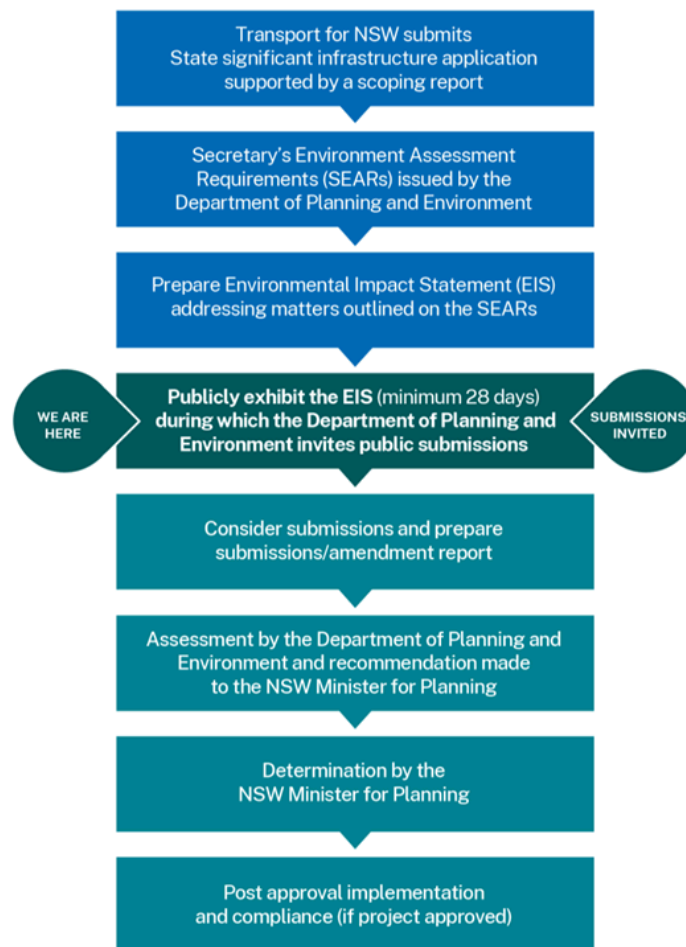 Transport for NSW submits
State significant infrastructure application
supported by a scoping report
Secretary's Environment Assessment
Requirements (SEARs) issued by the
Department of Planning and Environment
Prepare Environmental Impact Statement (EIS)
addressing matters outlined on the SEARs
WE ARE
HERE
Publicly exhibit the EIS (minimum 28 days)
during which the Department of Planning and
Environment invites public submissions
SUBMISSIONS
INVITED
Consider submissions and prepare
submissions/amendment report
Assessment by the Department of Planning and
Environment and recommendation made
to the NSW Minister for Planning
Determination by the
NSW Minister for Planning
Post approval implementation
and compliance (if project approved)